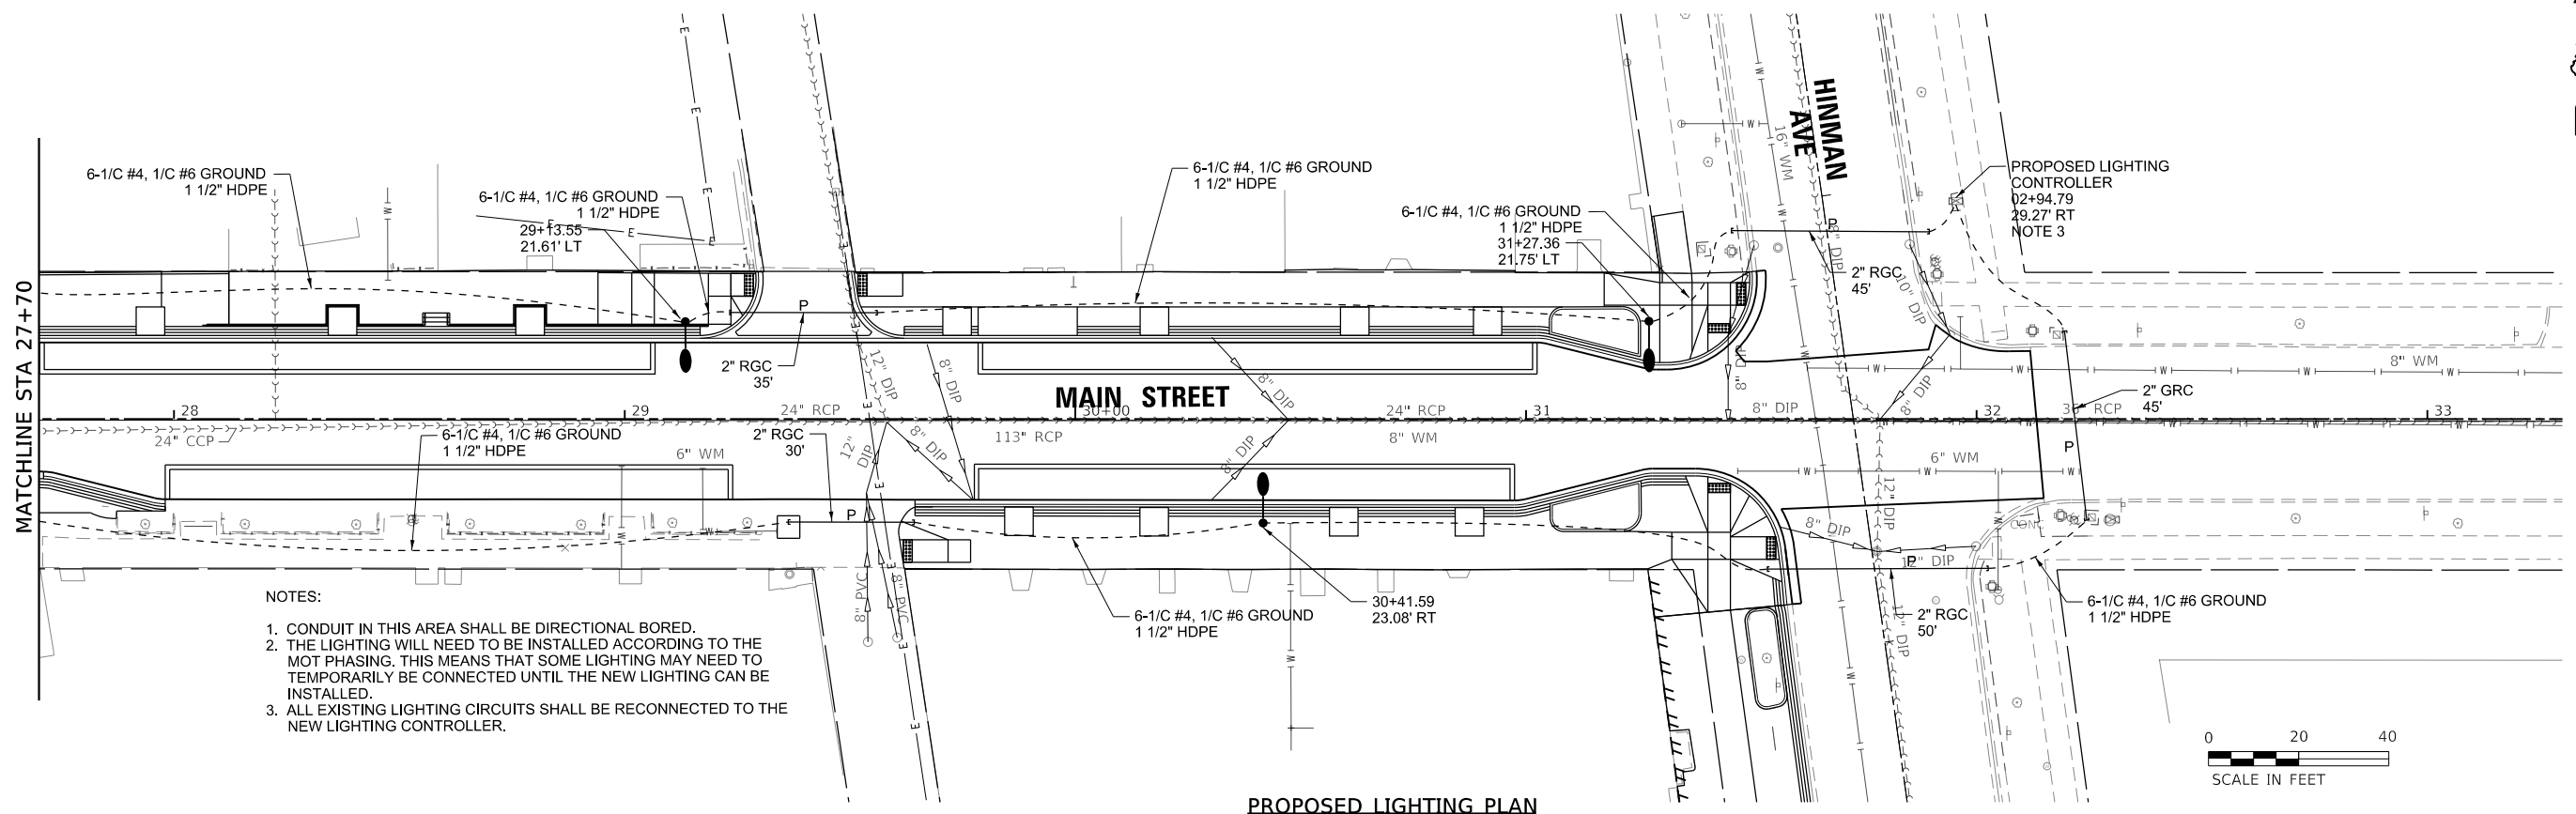 HINMAN
AVE
16" WM
6-1/C #4, 1/C #6 GROUND
1 1/2" HDPE
6-1/C #4, 1/C #6 GROUND
1 1/2" HDPE
29+13.55
21.61' LT
6-1/C #4, 1/C #6 GROUND
1 1/2" HDPE
6-1/C #4, 1/C #6 GROUND
1 1/2" HDPE
31+27.36
21.75' LT
PROPOSED LIGHTING
CONTROLLER
02+94.79
29.27' RT
NOTE 3
P
8" DIP
2" RGC
45'
10" DIP
P
2" RGC
35'
12" DIP
8" DIP
8" DIP
8" DIP
8" DIP
8" WM
2" GRC
45'
MATCHLINE STA 27+70
MAIN STREET
28
29
24" RCP
30+00
24" RCP
31
8" DIP
32
36" RCP
33
24" CCP
6-1/C #4, 1/C #6 GROUND
1 1/2" HDPE
6" WM
2" RGC
30'
12" DIP
8" DIP
113" RCP
8" DIP
8" WM
6" WM
P
P
12" DIP
8" DIP
12" DIP
P
CONC
8" PVC
8" PVC
6-1/C #4, 1/C #6 GROUND
1 1/2" HDPE
30+41.59
23.08' RT
2" RGC
50'
12" DIP
6-1/C #4, 1/C #6 GROUND
1 1/2" HDPE
NOTES:
1. CONDUIT IN THIS AREA SHALL BE DIRECTIONAL BORED.
2. THE LIGHTING WILL NEED TO BE INSTALLED ACCORDING TO THE
MOT PHASING. THIS MEANS THAT SOME LIGHTING MAY NEED TO
TEMPORARILY BE CONNECTED UNTIL THE NEW LIGHTING CAN BE
INSTALLED.
3. ALL EXISTING LIGHTING CIRCUITS SHALL BE RECONNECTED TO THE
NEW LIGHTING CONTROLLER.
0 20 40
SCALE IN FEET
PROPOSED LIGHTING PLAN